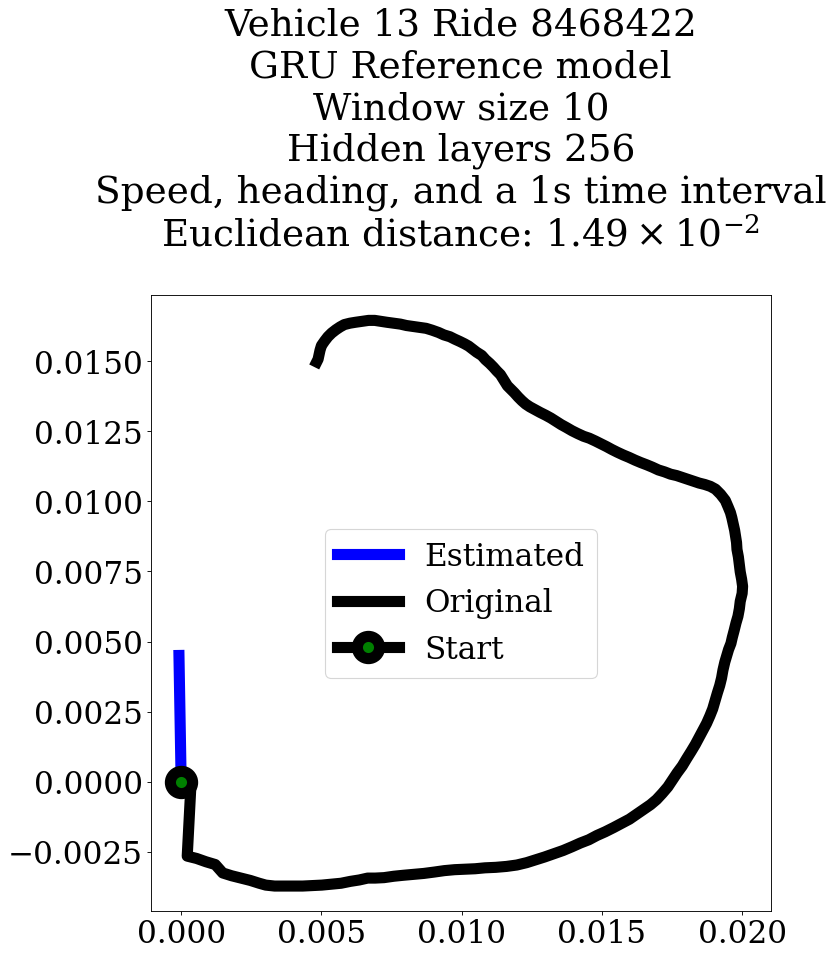 Vehicle 13 Ride 8468422
GRU Reference model
Window size 10
Hidden layers 256
Speed, heading, and a 1s time interval
Euclidean distance: 1.49 × 10⁻²
0.0150
0.0125
0.0100
0.0075
0.0050
0.0025
0.0000
−0.0025
Estimated
Original
Start
0.000 0.005 0.010 0.015 0.020